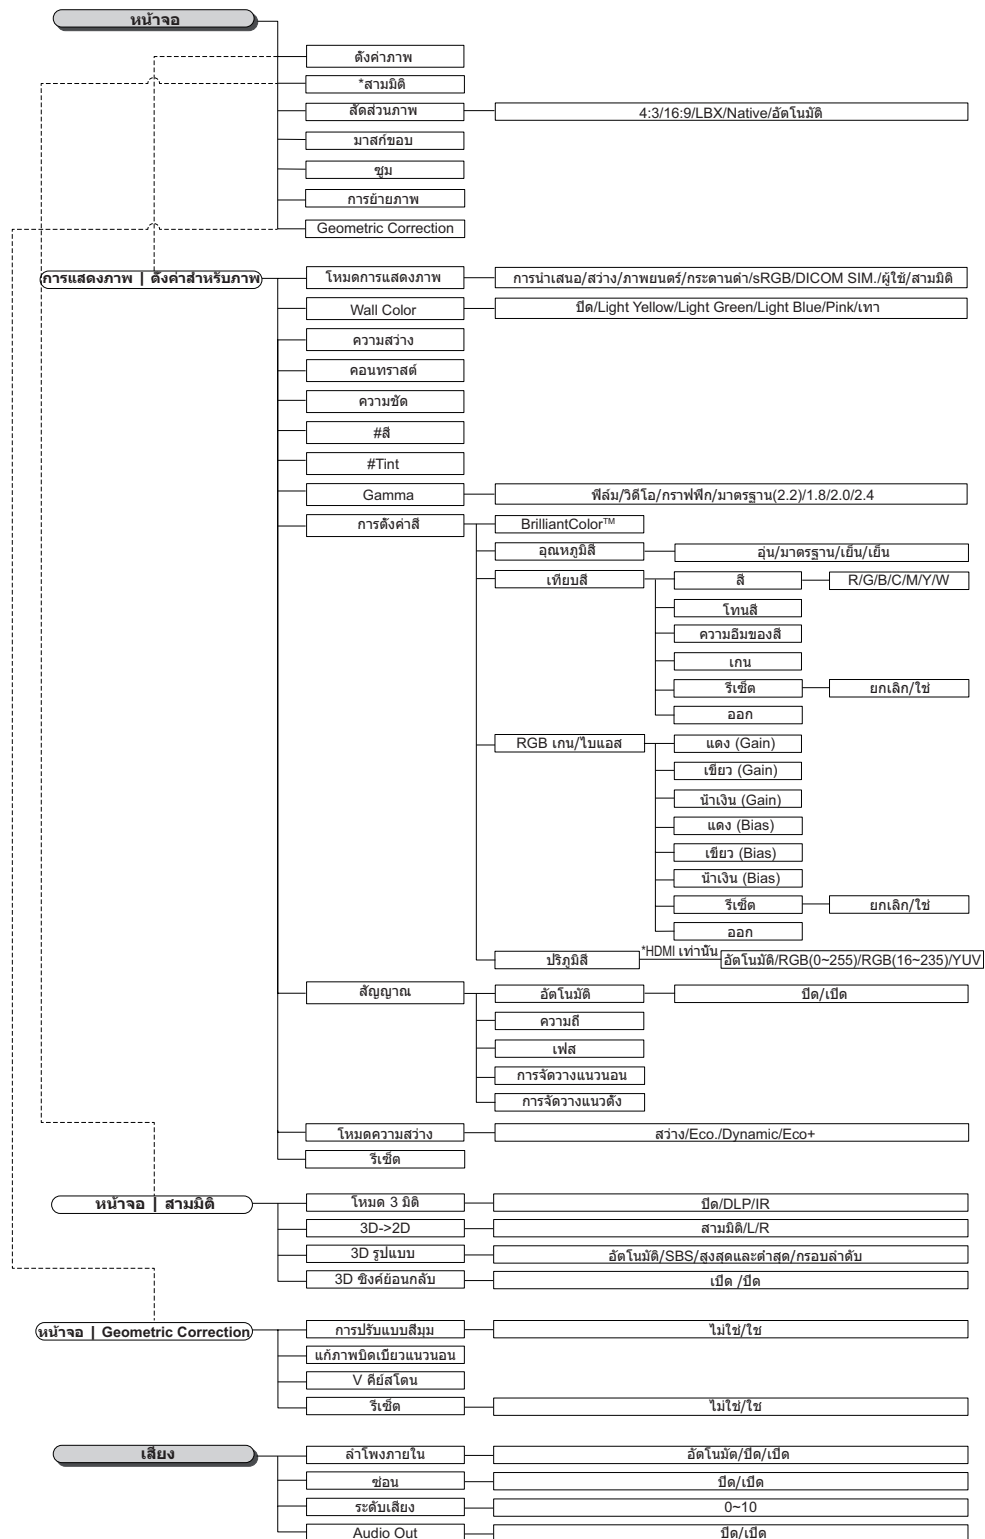 หน้าจอ
ตั้งค่าภาพ
*สามมิติ
สัดส่วนภาพ 4:3/16:9/LBX/Native/อัตโนมัติ
มาสก์ขอบ
ซูม
การย้ายภาพ
Geometric Correction
การแสดงภาพ | ตั้งค่าสำหรับภาพ
โหมดการแสดงภาพ การนำเสนอ/สว่าง/ภาพยนตร์/กระดานดำ/sRGB/DICOM SIM./ผู้ใช้/สามมิติ
Wall Color ปิด/Light Yellow/Light Green/Light Blue/Pink/เทา
ความสว่าง
คอนทราสต์
ความชัด
#สี
#Tint
Gamma ฟิล์ม/วิดีโอ/กราฟฟิก/มาตรฐาน(2.2)/1.8/2.0/2.4
การตั้งค่าสี BrilliantColor™
อุณหภูมิสี อุ่น/มาตรฐาน/เย็น/เย็น
เทียบสี สี R/G/B/C/M/Y/W
โทนสี
ความอิ่มของสี
เกน
รีเซ็ต ยกเลิก/ใช่
ออก
RGB เกน/ไบแอส แดง (Gain)
เขียว (Gain)
น้ำเงิน (Gain)
แดง (Bias)
เขียว (Bias)
น้ำเงิน (Bias)
รีเซ็ต ยกเลิก/ใช่
ออก
ปริภูมิสี *HDMI เท่านั้น อัตโนมัติ/RGB(0~255)/RGB(16~235)/YUV
สัญญาณ อัตโนมัติ ปิด/เปิด
ความถี่
เฟส
การจัดวางแนวนอน
การจัดวางแนวตั้ง
โหมดความสว่าง สว่าง/Eco./Dynamic/Eco+
รีเซ็ต
หน้าจอ | สามมิติ
โหมด 3 มิติ ปิด/DLP/IR
3D->2D สามมิติ/L/R
3D รูปแบบ อัตโนมัติ/SBS/สูงสุดและต่ำสุด/กรอบลำดับ
3D ซิงค์ย้อนกลับ เปิด /ปิด
หน้าจอ | Geometric Correction
การปรับแบบสี่มุม ไม่ใช่/ใช่
แก้ภาพบิดเบี้ยวแนวนอน
V คีย์สโตน
รีเซ็ต ไม่ใช่/ใช่
เสียง
ลำโพงภายใน อัตโนมัต/ปิด/เปิด
ซ่อน ปิด/เปิด
ระดับเสียง 0~10
Audio Out ปิด/เปิด